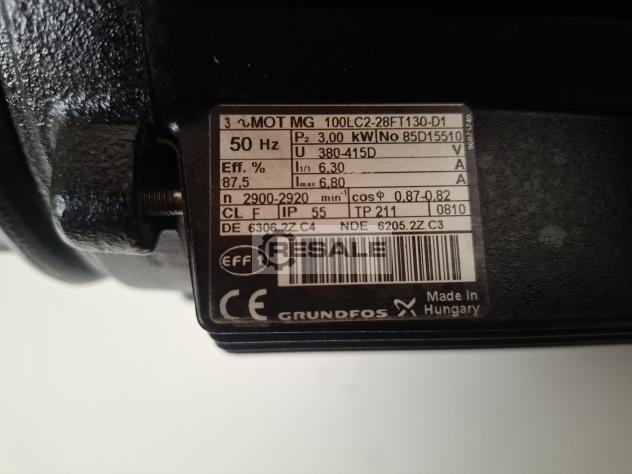 3 ∿MOT MG 100LC2-28FT130-D1
50 Hz P2 3,00 kW No 85D15510
U 380-415D V
Eff. % I1/1 6,30 A
87,5 Imax 6,80 A
n 2900-2920 min-1 cosφ 0,87-0,82
CL F IP 55 TP 211 0810
DE 6306.2Z.C4 NDE 6205.2Z.C3
EFF 1
RESALE
CE GRUNDFOS Made in
Hungary